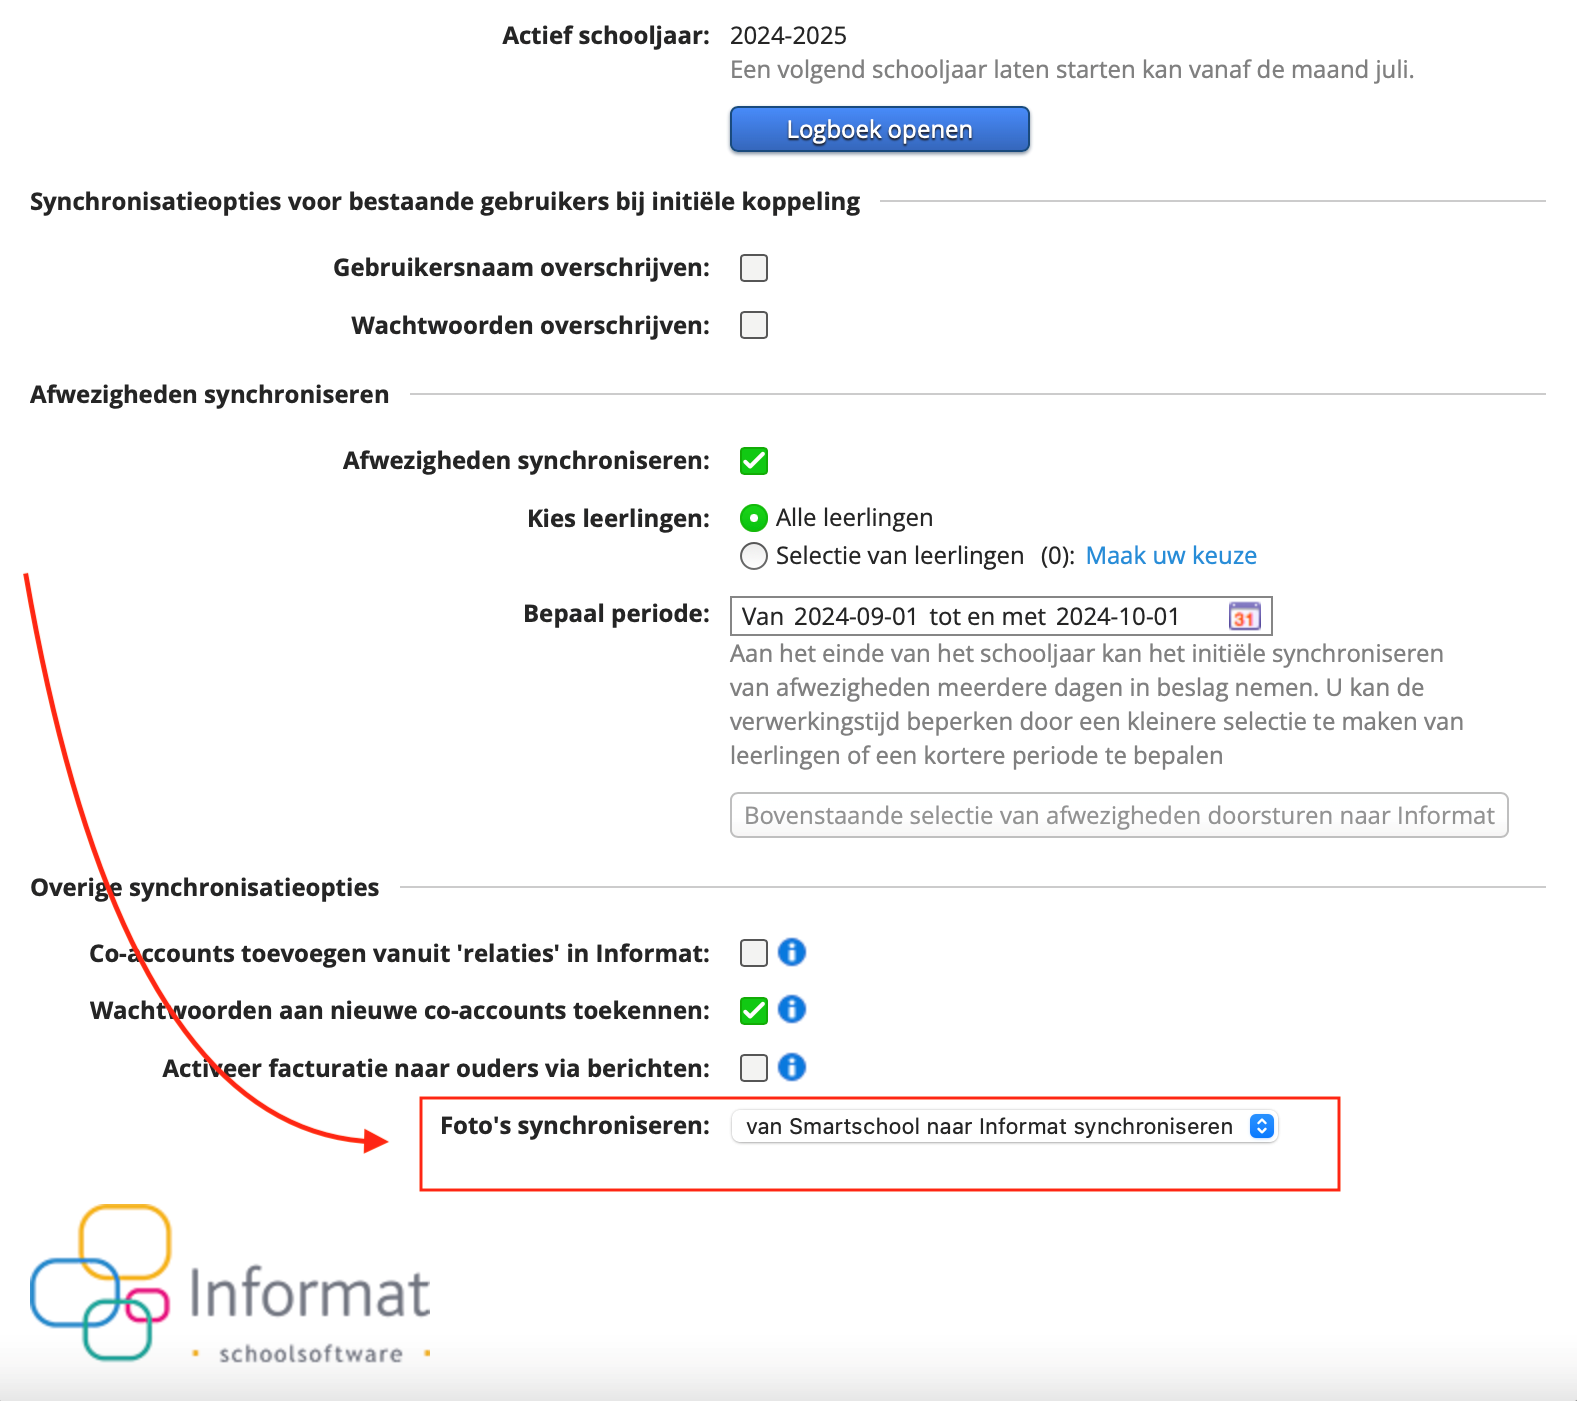 Actief schooljaar: 2024-2025
Een volgend schooljaar laten starten kan vanaf de maand juli.
Logboek openen
Synchronisatieopties voor bestaande gebruikers bij initiële koppeling
Gebruikersnaam overschrijven:
Wachtwoorden overschrijven:
Afwezigheden synchroniseren
Afwezigheden synchroniseren:
Kies leerlingen: Alle leerlingen
Selectie van leerlingen (0): Maak uw keuze
Bepaal periode: Van 2024-09-01 tot en met 2024-10-01 31
Aan het einde van het schooljaar kan het initiële synchroniseren
van afwezigheden meerdere dagen in beslag nemen. U kan de
verwerkingstijd beperken door een kleinere selectie te maken van
leerlingen of een kortere periode te bepalen
Bovenstaande selectie van afwezigheden doorsturen naar Informat
Overige synchronisatieopties
Co-accounts toevoegen vanuit 'relaties' in Informat:
Wachtwoorden aan nieuwe co-accounts toekennen:
Activeer facturatie naar ouders via berichten:
Foto's synchroniseren: van Smartschool naar Informat synchroniseren
Informat
schoolsoftware